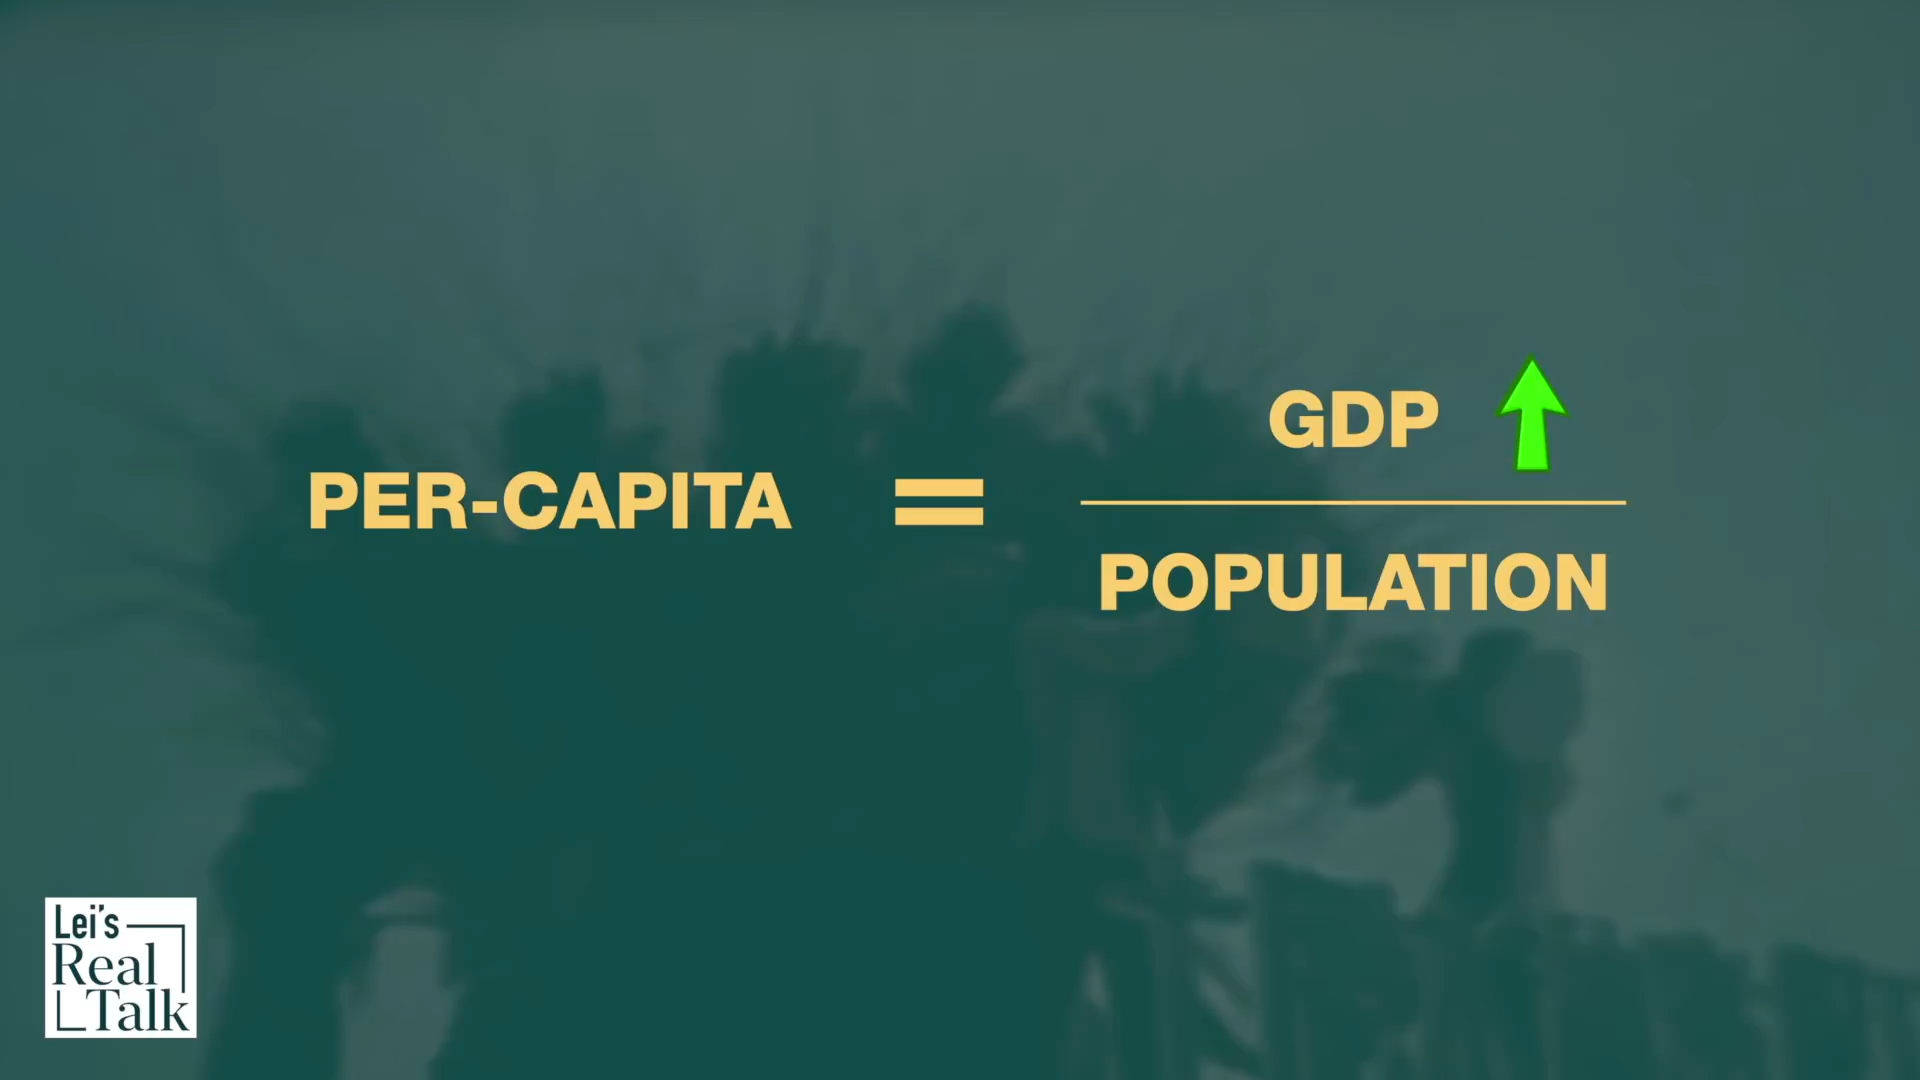 PER-CAPITA = GDP
POPULATION
Lei's
Real
Talk